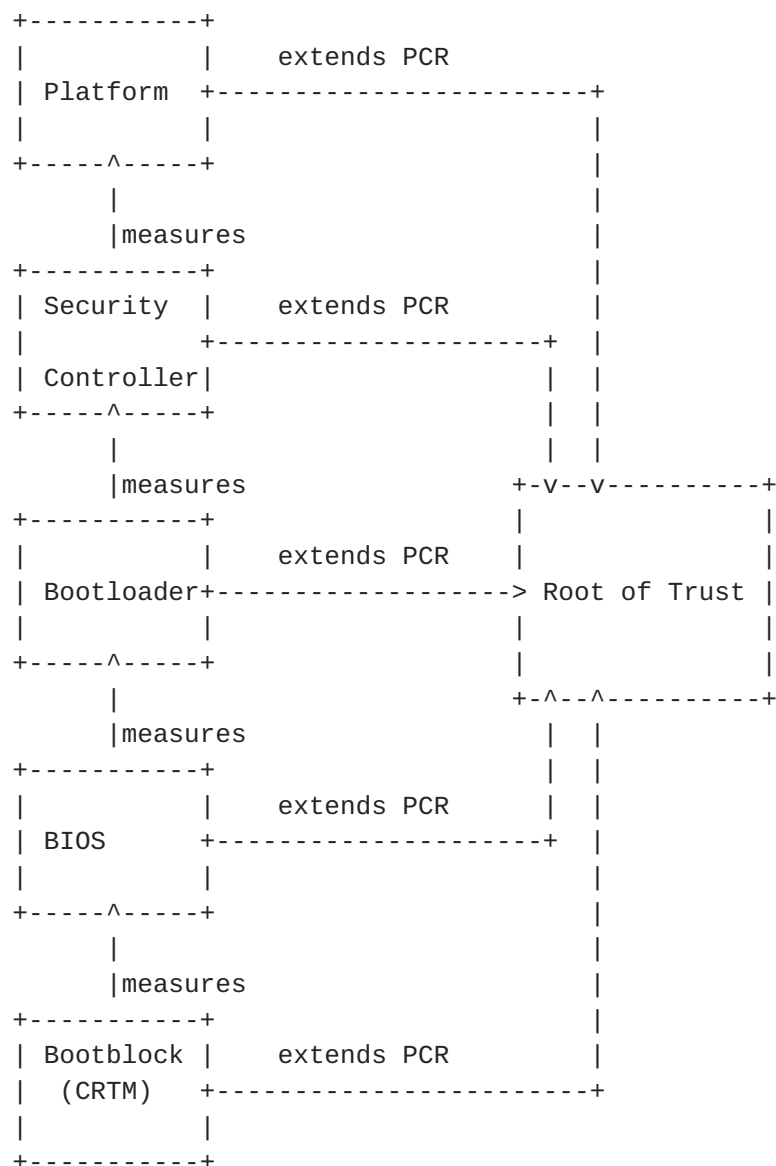 +-----------+
|           |    extends PCR
| Platform  +------------------------+
|           |                        |
+-----^-----+                        |
      |                              |
      |measures                      |
+-----------+                        |
| Security  |    extends PCR         |
|           +---------------------+  |
| Controller|                     |  |
+-----^-----+                     |  |
      |                           |  |
      |measures                 +-v--v----------+
+-----------+                   |               |
|           |    extends PCR    |               |
| Bootloader+-------------------> Root of Trust |
|           |                   |               |
+-----^-----+                   |               |
      |                         +-^--^----------+
      |measures                   |  |
+-----------+                     |  |
|           |    extends PCR      |  |
| BIOS      +---------------------+  |
|           |                        |
+-----^-----+                        |
      |                              |
      |measures                      |
+-----------+                        |
| Bootblock |    extends PCR         |
|  (CRTM)   +------------------------+
|           |
+-----------+